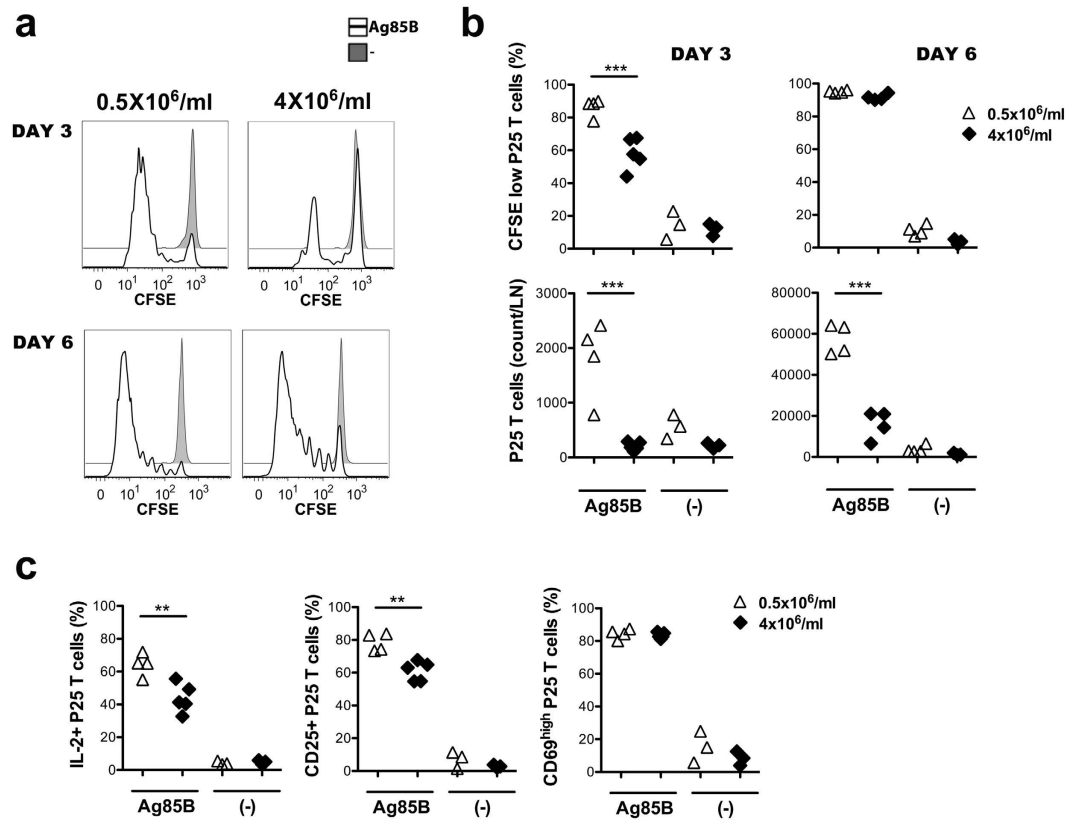 a
Ag85B
-
0.5X10⁶/ml 4X10⁶/ml
DAY 3
0 10¹ 10² 10³ 0 10¹ 10² 10³
CFSE CFSE
DAY 6
0 10¹ 10² 10³ 0 10¹ 10² 10³
CFSE CFSE
b
DAY 3 DAY 6
CFSE low P25 T cells (%)
100
80
60
40
20
0
***
100
80
60
40
20
0
0.5x10⁶/ml
4x10⁶/ml
P25 T cells (count/LN)
3000
2000
1000
0
***
80000
60000
40000
20000
0
***
Ag85B (-) Ag85B (-)
c
IL-2+ P25 T cells (%)
100
80
60
40
20
0
**
Ag85B (-)
CD25+ P25 T cells (%)
100
80
60
40
20
0
**
Ag85B (-)
CD69ʰⁱᵍʰ P25 T cells (%)
100
80
60
40
20
0
Ag85B (-)
0.5x10⁶/ml
4x10⁶/ml